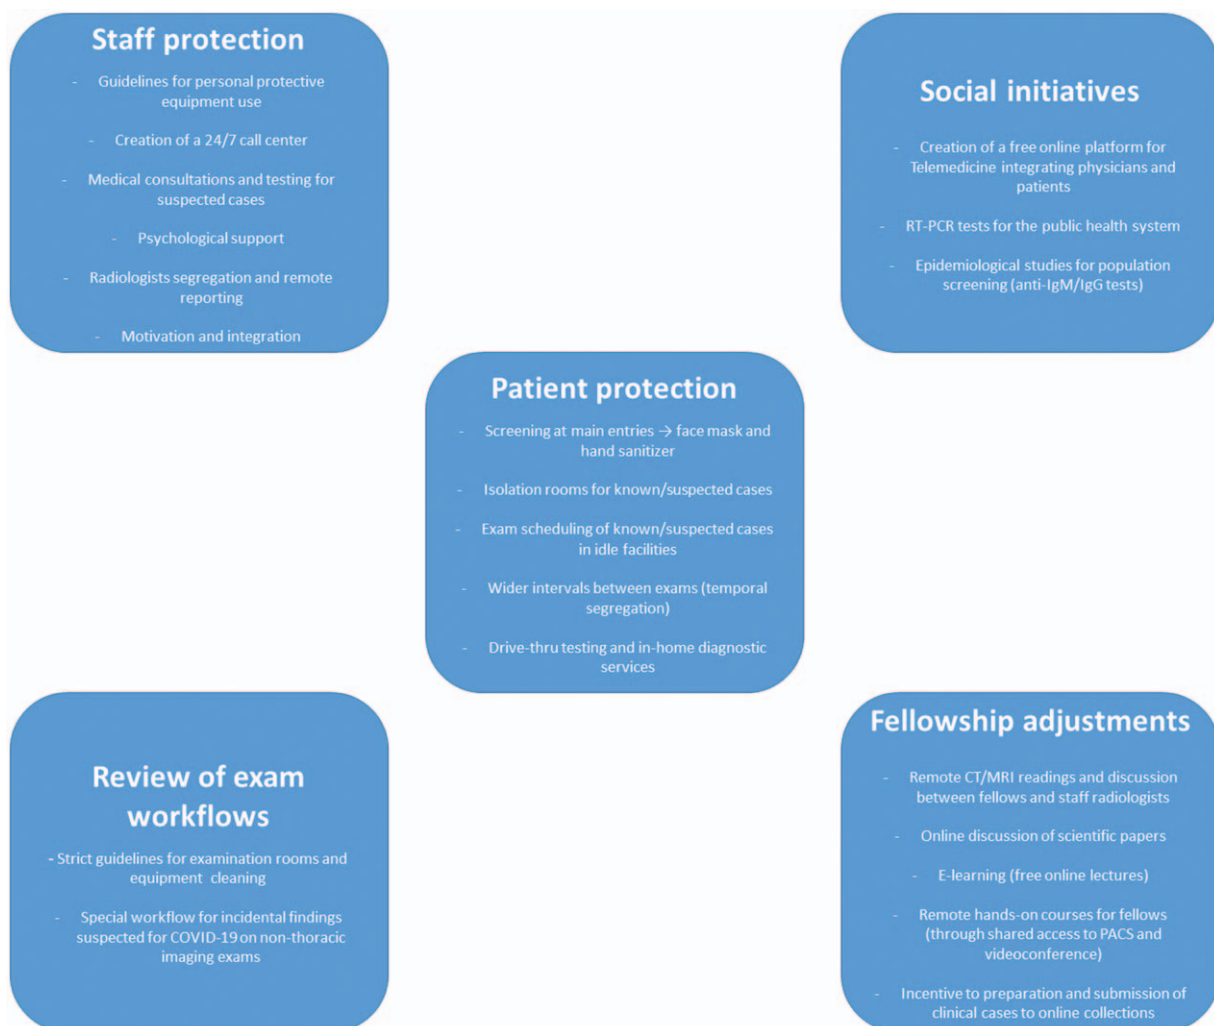 Staff protection
- Guidelines for personal protective
equipment use
- Creation of a 24/7 call center
- Medical consultations and testing for
suspected cases
- Psychological support
- Radiologists segregation and remote
reporting
- Motivation and integration
Social initiatives
- Creation of a free online platform for
Telemedicine integrating physicians and
patients
- RT-PCR tests for the public health system
- Epidemiological studies for population
screening (anti-IgM/IgG tests)
Patient protection
- Screening at main entries → face mask and
hand sanitizer
- Isolation rooms for known/suspected cases
- Exam scheduling of known/suspected cases
in idle facilities
- Wider intervals between exams (temporal
segregation)
- Drive-thru testing and in-home diagnostic
services
Review of exam
workflows
- Strict guidelines for examination rooms and
equipment cleaning
- Special workflow for incidental findings
suspected for COVID-19 on non-thoracic
imaging exams
Fellowship adjustments
- Remote CT/MRI readings and discussion
between fellows and staff radiologists
- Online discussion of scientific papers
- E-learning (free online lectures)
- Remote hands-on courses for fellows
(through shared access to PACS and
videoconference)
- Incentive to preparation and submission of
clinical cases to online collections